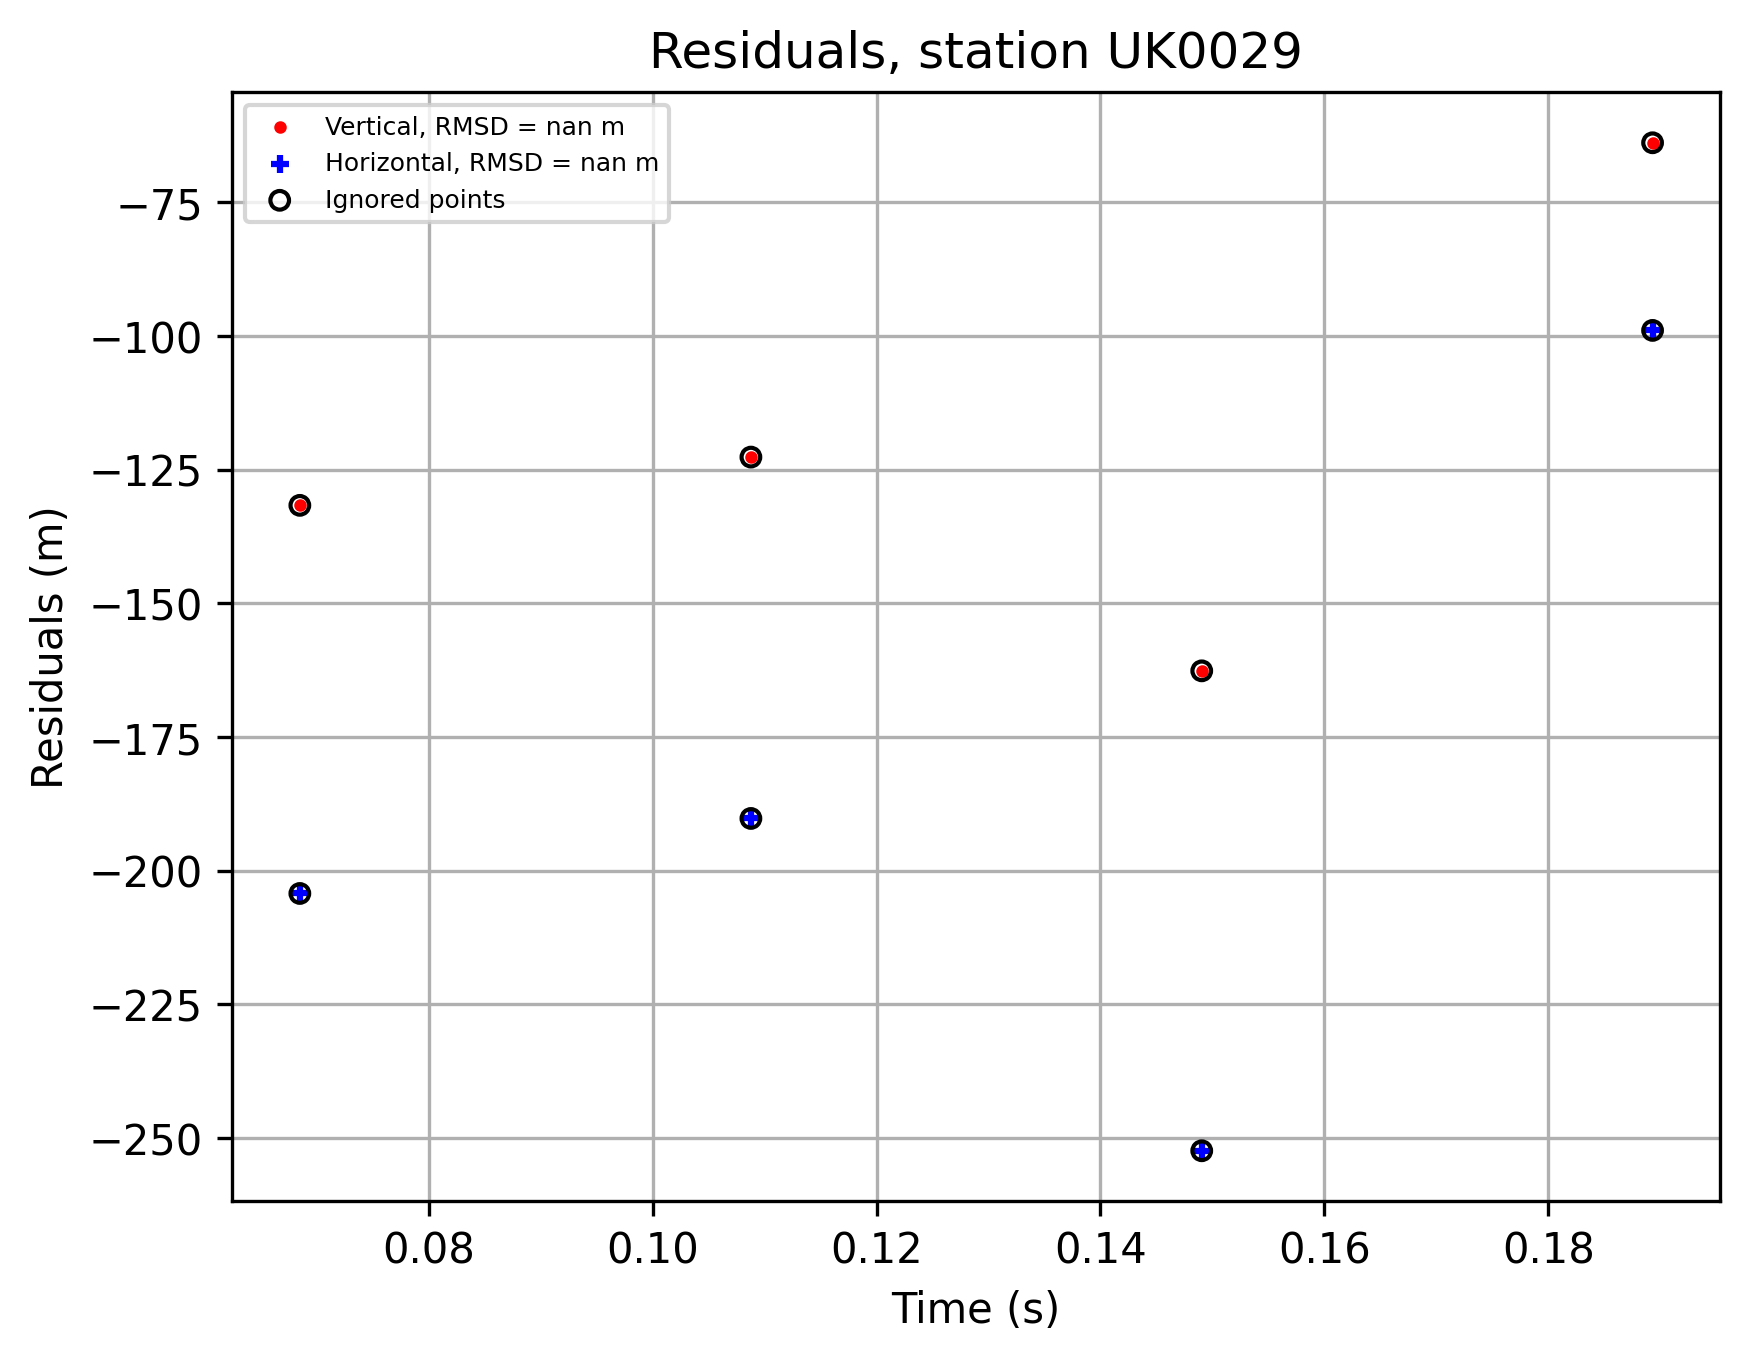 Residuals, station UK0029
Vertical, RMSD = nan m
Horizontal, RMSD = nan m
Ignored points
−75
−100
−125
−150
−175
−200
−225
−250
Residuals (m)
0.08 0.10 0.12 0.14 0.16 0.18
Time (s)